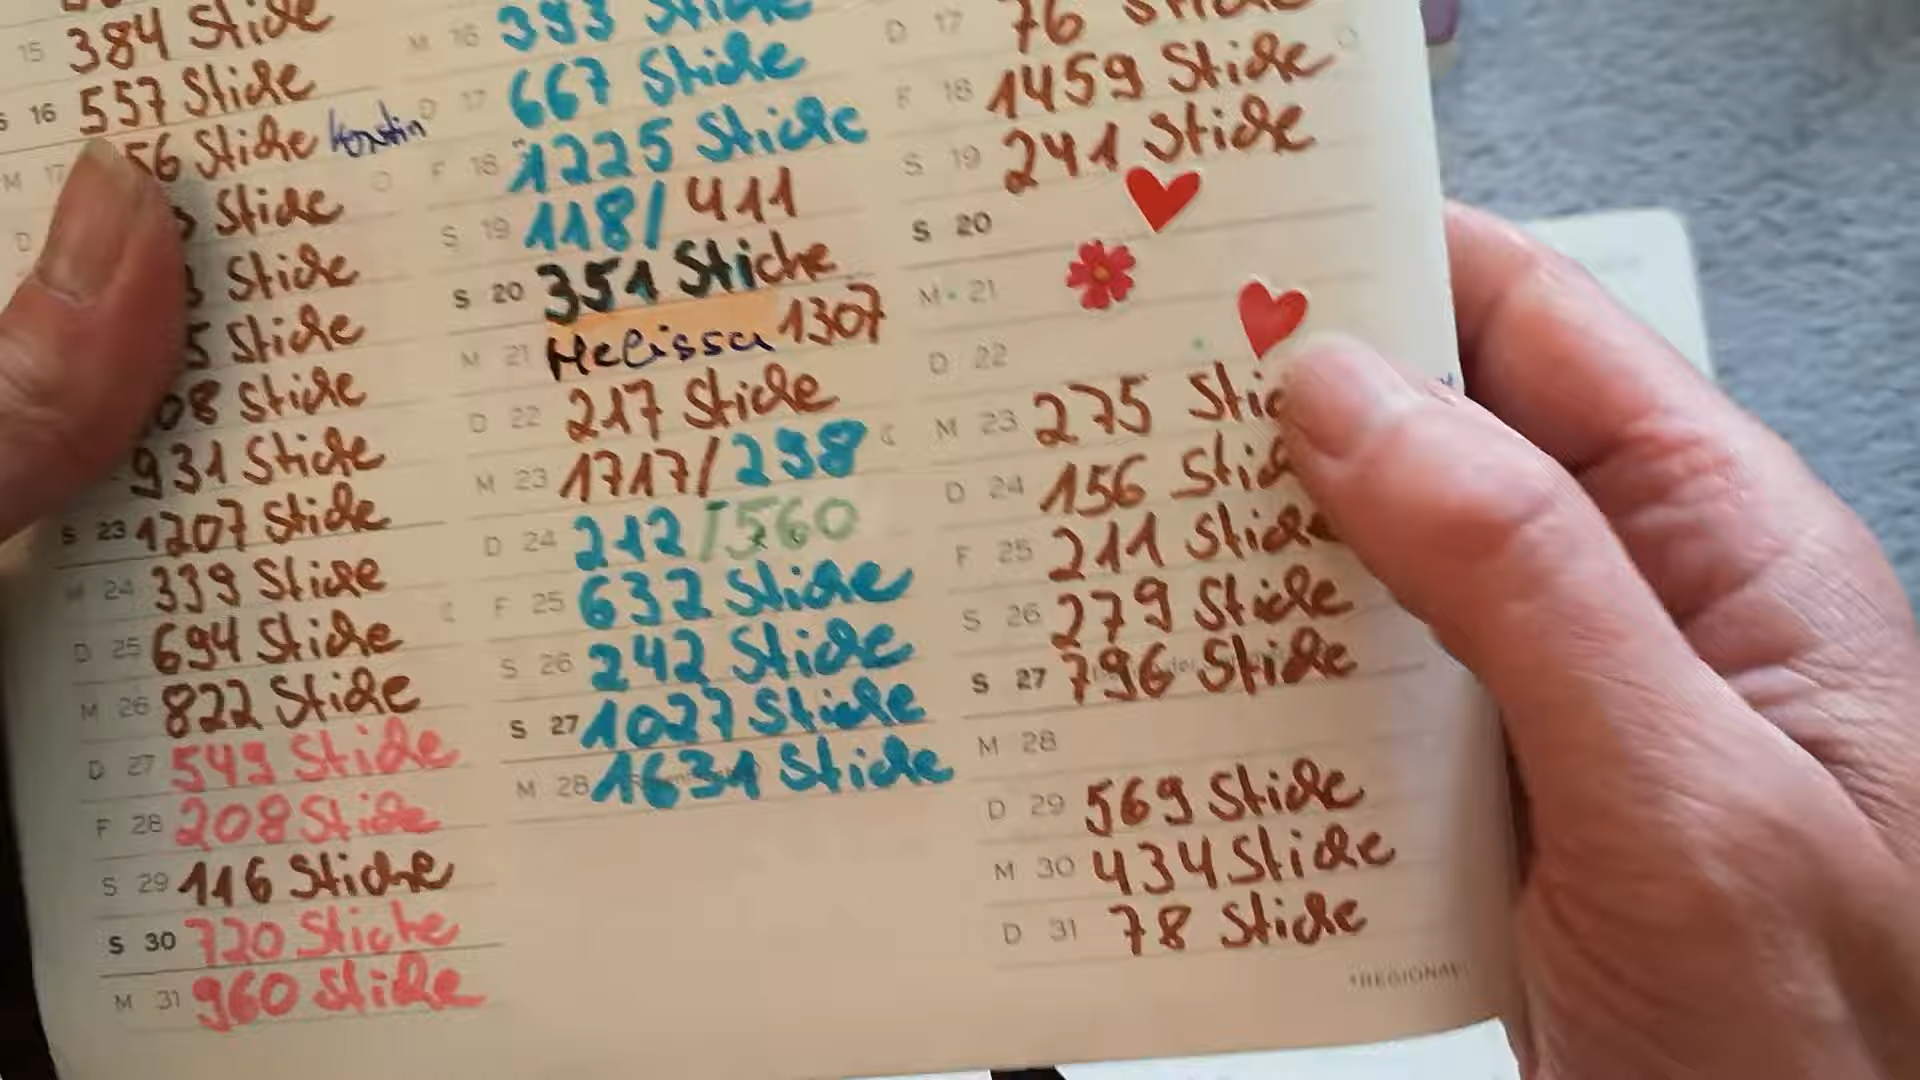 15 384 Stiche
S 16 557 Stiche
M 17 56 Stiche
D Stiche
Stiche
5 Stiche
08 Stiche
931 Stiche
S 23 1207 Stiche
M 24 339 Stiche
D 25 694 Stiche
M 26 822 Stiche
D 27 549 Stiche
F 28 208 Stiche
S 29 116 Stiche
S 30 720 Stiche
M 31 960 Stiche
M 16 393 Stiche
D 17 667 Stiche
F 18 1225 Stiche
S 19 118/ 411
S 20 351 Stiche
M 21 Melissa 1307
D 22 217 Stiche
M 23 1717/298
D 24 212/560
F 25 632 Stiche
S 26 242 Stiche
S 27 1027 Stiche
M 28 1631 Stiche
D 17 76 Stiche
F 18 1459 Stiche
S 19 241 Stiche
S 20
M 21
D 22
M 23 275 Stic
D 24 156 Stic
F 25 211 Stiche
S 26 279 Stiche
S 27 796 Stiche
M 28
D 29 569 Stiche
M 30 434 Stiche
D 31 78 Stiche
*REGIONAL